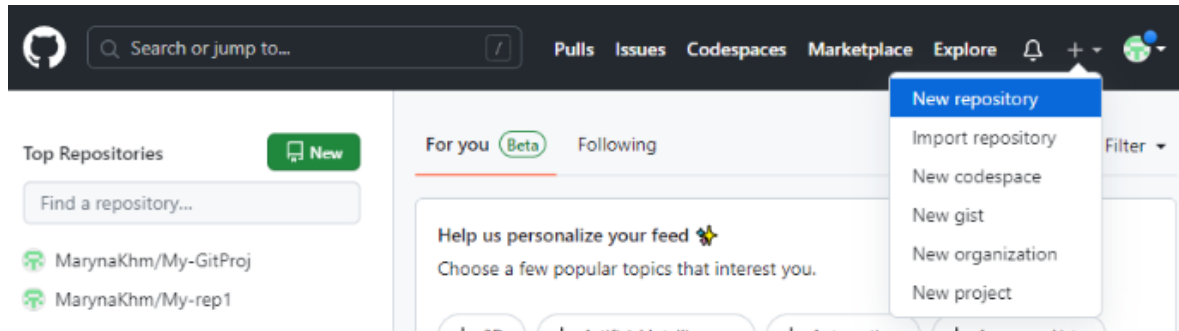 Search or jump to... / Pulls Issues Codespaces Marketplace Explore
New repository
Import repository
New codespace
New gist
New organization
New project
Top Repositories New
Find a repository...
MarynaKhm/My-GitProj
MarynaKhm/My-rep1
For you Beta Following Filter
Help us personalize your feed
Choose a few popular topics that interest you.